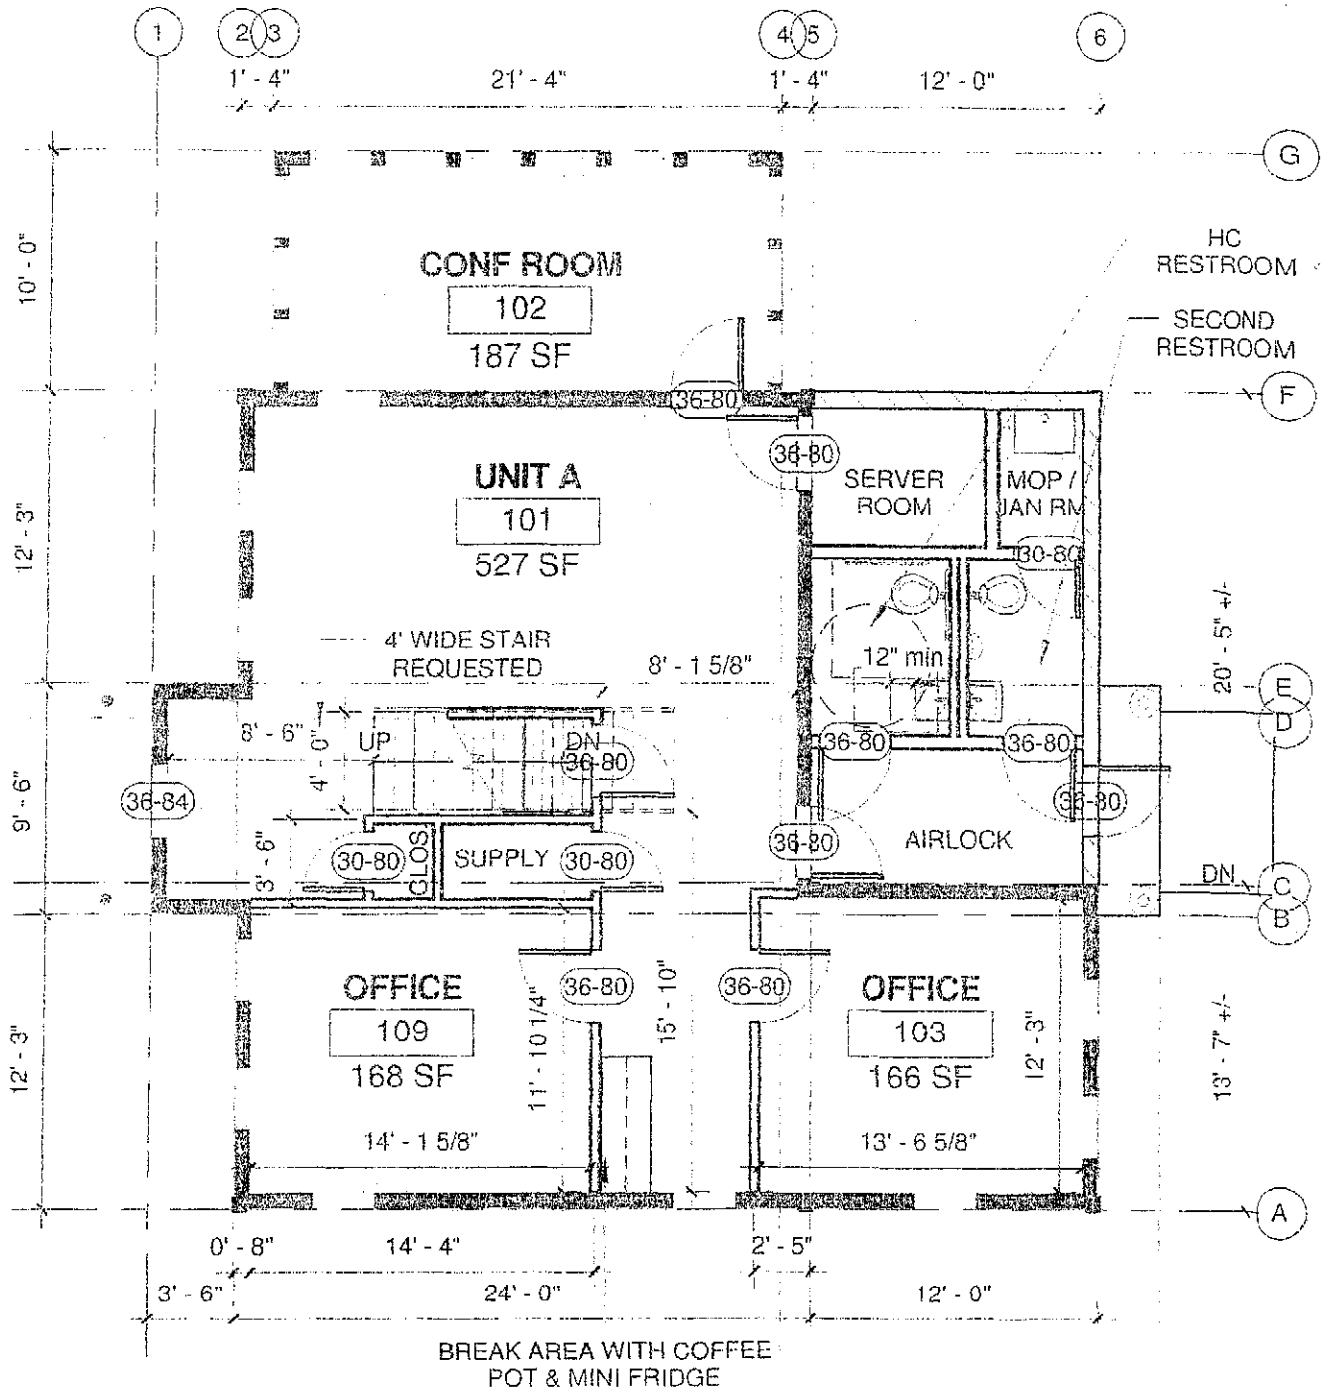 1
2
3
4
5
6
1' - 4"
21' - 4"
1' - 4"
12' - 0"
G
10' - 0"
CONF ROOM
102
187 SF
HC
RESTROOM
SECOND
RESTROOM
36-80
F
36-80
UNIT A
101
527 SF
SERVER
ROOM
MOP /
JAN RM
30-80
12' - 3"
4' WIDE STAIR
REQUESTED
8' - 1 5/8"
12" min
20' - 5" +/-
E
D
8' - 6"
UP
DN
4' - 0"
36-80
36-80
36-80
36-84
36-80
9' - 6"
3' - 6"
30-80
CLOS
SUPPLY
30-80
36-80
AIRLOCK
DN
C
B
OFFICE
109
168 SF
36-80
36-80
OFFICE
103
166 SF
11' - 10 1/4"
15' - 10"
12' - 3"
12' - 3"
13' - 7" +/-
14' - 1 5/8"
13' - 6 5/8"
A
0' - 8"
14' - 4"
2' - 5"
3' - 6"
24' - 0"
12' - 0"
BREAK AREA WITH COFFEE
POT & MINI FRIDGE